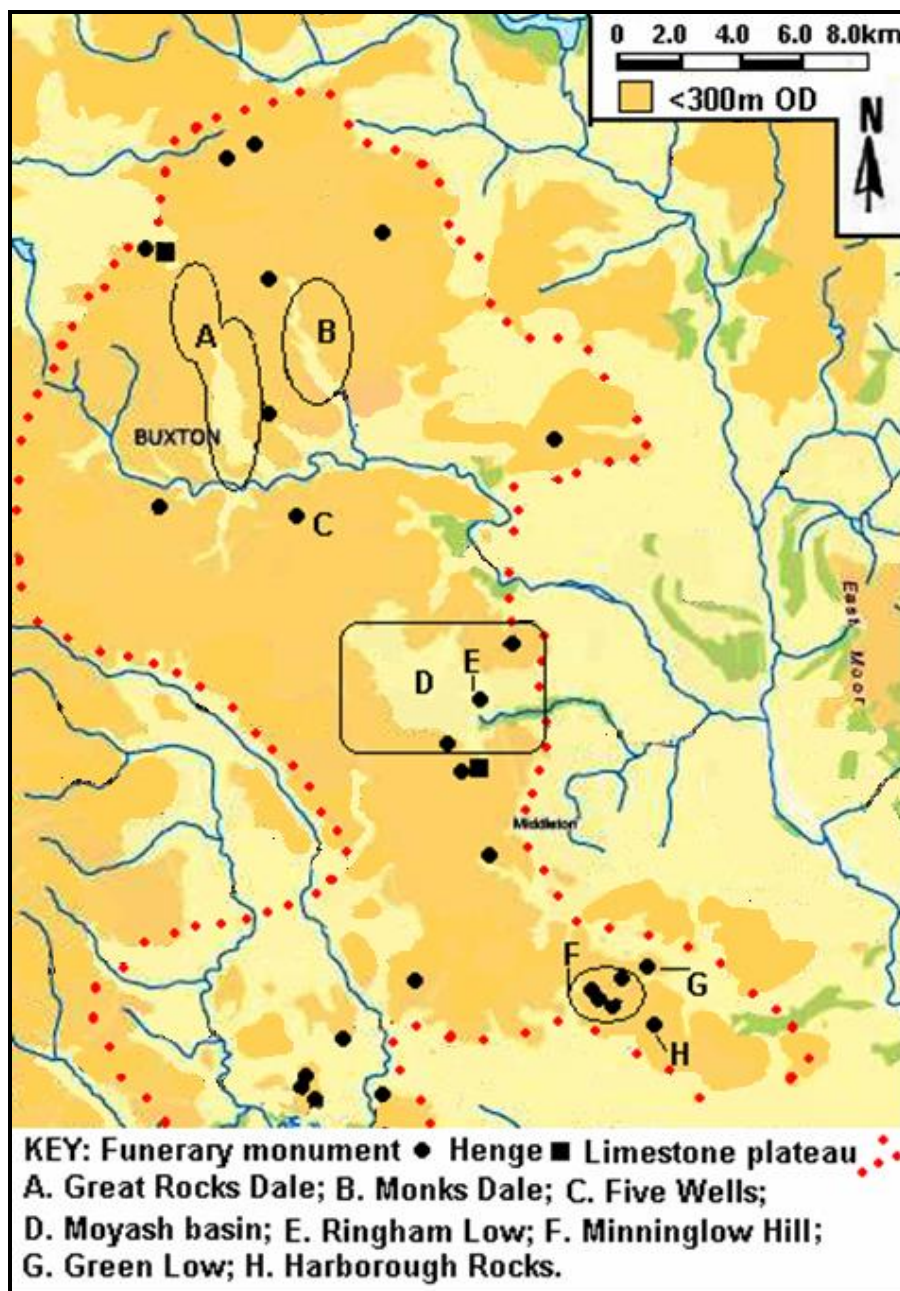 0 2.0 4.0 6.0 8.0km
<300m OD
N
A
B
BUXTON
C
East Moor
D
E
Middleton
F
G
H
KEY: Funerary monument Henge Limestone plateau
A. Great Rocks Dale; B. Monks Dale; C. Five Wells;
D. Moyash basin; E. Ringham Low; F. Minninglow Hill;
G. Green Low; H. Harborough Rocks.